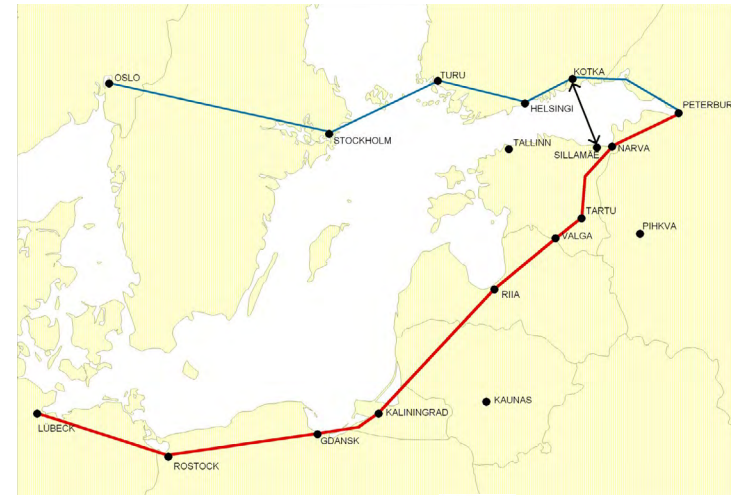 OSLO
TURU
KOTKA
HELSINGI
PETERBUR
STOCKHOLM
TALLINN
SILLAMÄE
NARVA
TARTU
PIHKVA
VALGA
RIIA
KAUNAS
KALININGRAD
LÜBECK
GDANSK
ROSTOCK